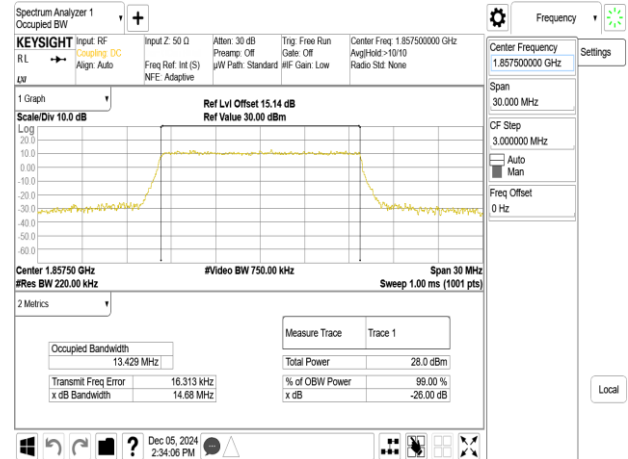 Spectrum Analyzer 1
Occupied BW
Frequency
KEYSIGHT
RL
LXI
Input: RF
Coupling: DC
Align: Auto
Input Z: 50 Ω
Freq Ref: Int (S)
NFE: Adaptive
Atten: 30 dB
Preamp: Off
µW Path: Standard
Trig: Free Run
Gate: Off
#IF Gain: Low
Center Freq: 1.857500000 GHz
Avg|Hold:>10/10
Radio Std: None
Center Frequency
1.857500000 GHz
Settings
Span
30.000 MHz
CF Step
3.000000 MHz
Auto
Man
Freq Offset
0 Hz
Local
1 Graph
Scale/Div 10.0 dB
Ref Lvl Offset 15.14 dB
Ref Value 30.00 dBm
Log
20.0
10.0
0.00
-10.0
-20.0
-30.0
-40.0
-50.0
-60.0
Center 1.85750 GHz
#Video BW 750.00 kHz
Span 30 MHz
#Res BW 220.00 kHz
Sweep 1.00 ms (1001 pts)
2 Metrics
Measure Trace Trace 1
Occupied Bandwidth
13.429 MHz
Total Power 28.0 dBm
Transmit Freq Error 16.313 kHz
% of OBW Power 99.00 %
x dB Bandwidth 14.68 MHz
x dB -26.00 dB
?
Dec 05, 2024
2:34:06 PM